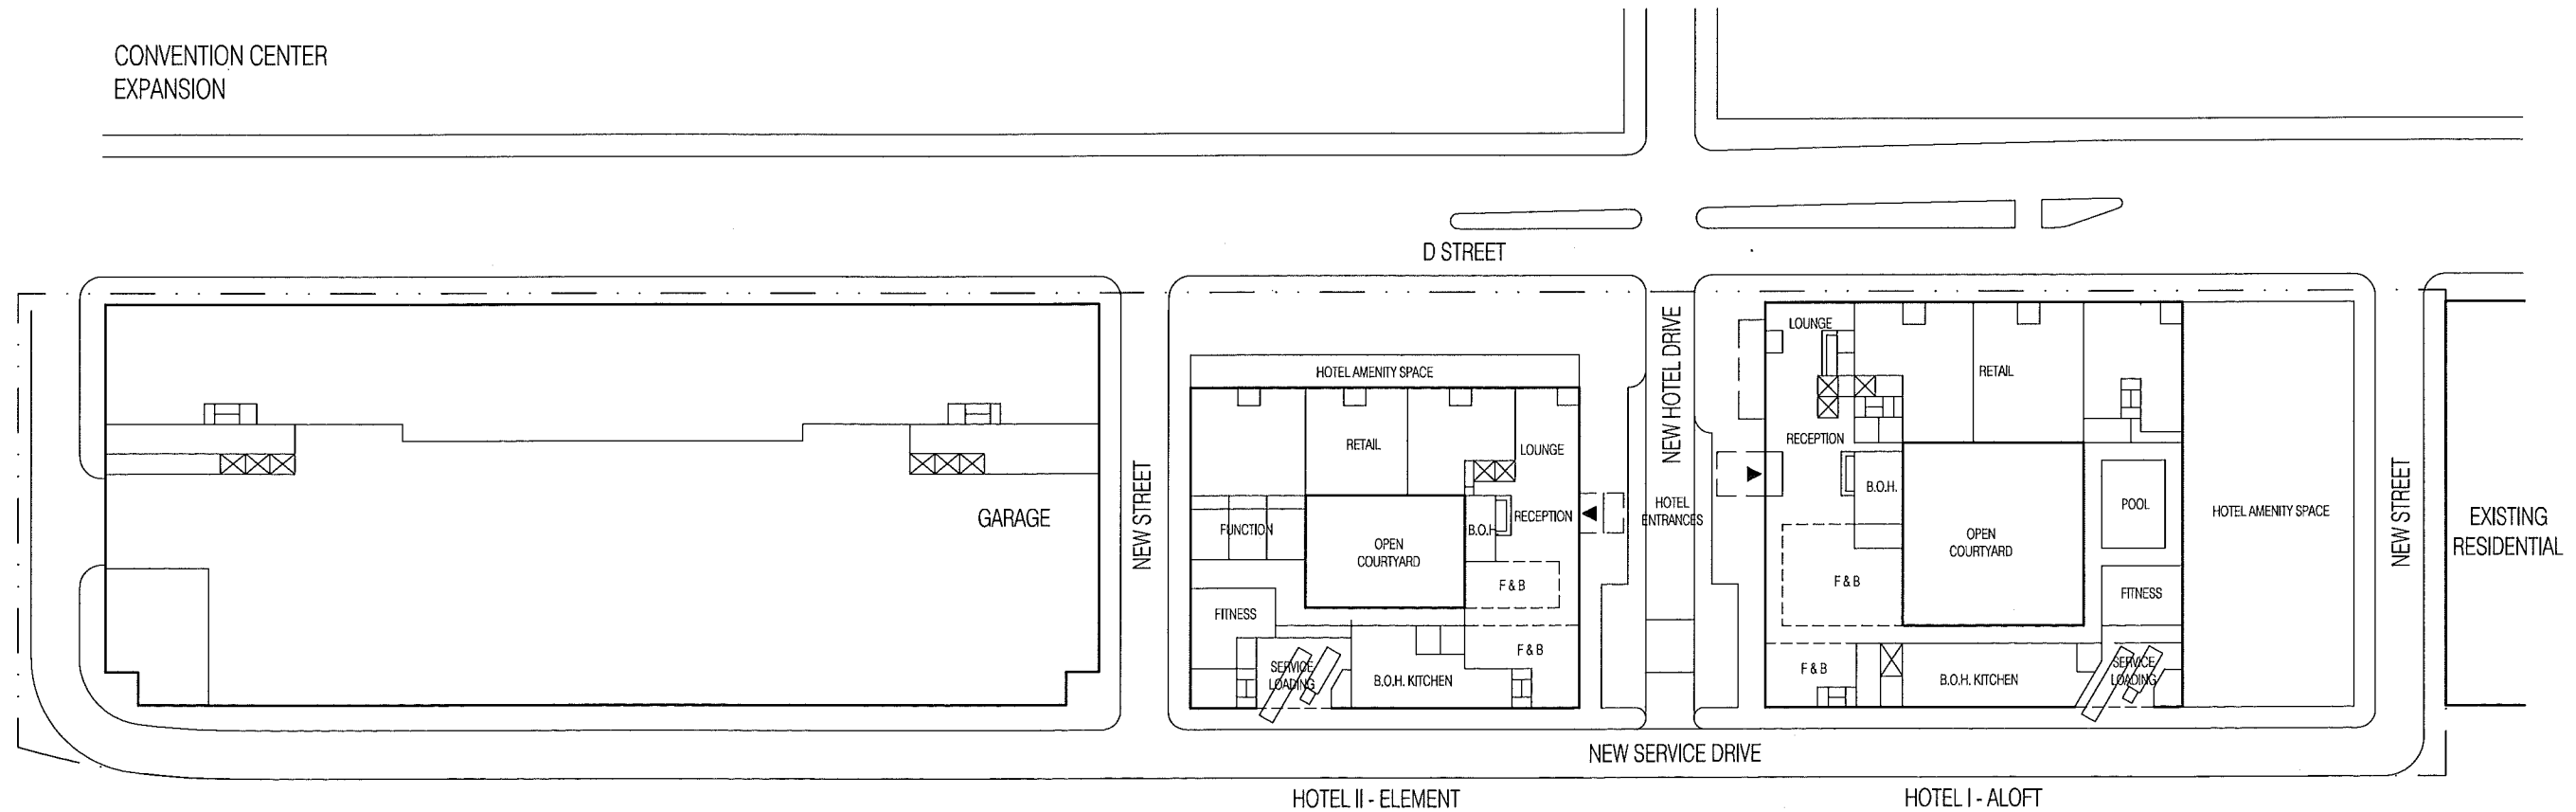 CONVENTION CENTER
EXPANSION
D STREET
NEW STREET
GARAGE
HOTEL AMENITY SPACE
RETAIL
LOUNGE
FUNCTION
OPEN
COURTYARD
B.O.H.
RECEPTION
F & B
FITNESS
SERVICE
LOADING
B.O.H. KITCHEN
F & B
NEW HOTEL DRIVE
HOTEL
ENTRANCES
LOUNGE
RETAIL
RECEPTION
B.O.H.
OPEN
COURTYARD
POOL
HOTEL AMENITY SPACE
F & B
FITNESS
F & B
B.O.H. KITCHEN
SERVICE
LOADING
NEW STREET
EXISTING
RESIDENTIAL
NEW SERVICE DRIVE
HOTEL II - ELEMENT
HOTEL I - ALOFT